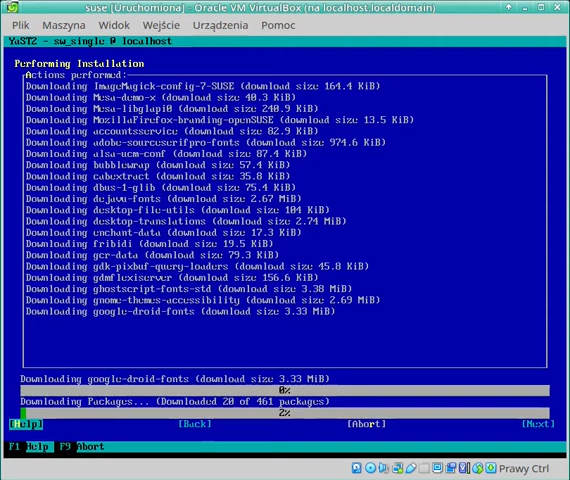 suse [Uruchomiona] - Oracle VM VirtualBox (na localhost.localdomain)
Plik Maszyna Widok Wejście Urządzenia Pomoc
YaST2 - sw_single @ localhost
Performing Installation
Actions performed:
Downloading ImageMagick-config-7-SUSE (download size 164.4 KiB)
Downloading Mesa-demo-x (download size 40.3 KiB)
Downloading Mesa-libglapi0 (download size 240.9 KiB)
Downloading MozillaFirefox-branding-openSUSE (download size 13.5 KiB)
Downloading accountsservice (download size 82.9 KiB)
Downloading adobe-sourceserifpro-fonts (download size 974.6 KiB)
Downloading alsa-ucm-conf (download size 87.4 KiB)
Downloading bubblewrap (download size 57.4 KiB)
Downloading cabextract (download size 35.8 KiB)
Downloading dbus-1-glib (download size 75.4 KiB)
Downloading dejavu-fonts (download size 2.67 MiB)
Downloading desktop-file-utils (download size 104 KiB)
Downloading desktop-translations (download size 2.74 MiB)
Downloading enchant-data (download size 17.3 KiB)
Downloading fribidi (download size 19.5 KiB)
Downloading gcr-data (download size 79.3 KiB)
Downloading gdk-pixbuf-query-loaders (download size 45.8 KiB)
Downloading gdmflexiserver (download size 156.6 KiB)
Downloading ghostscript-fonts-std (download size 3.38 MiB)
Downloading gnome-themes-accessibility (download size 2.69 MiB)
Downloading google-droid-fonts (download size 3.33 MiB)
Downloading google-droid-fonts (download size 3.33 MiB)
0%
Downloading Packages... (Downloaded 20 of 461 packages)
2%
[Help] [Back] [Abort] [Next]
F1 Help F9 Abort
Prawy Ctrl